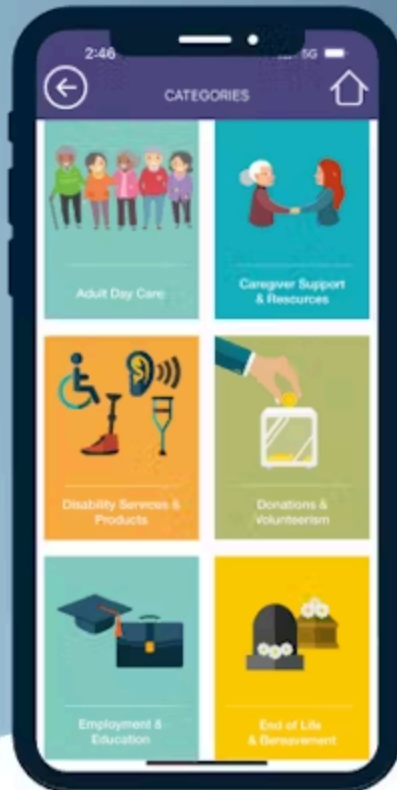 2:46
5G
CATEGORIES
Adult Day Care
Caregiver Support
& Resources
Disability Services &
Products
Donations &
Volunteerism
Employment &
Education
End of Life
& Bereavement